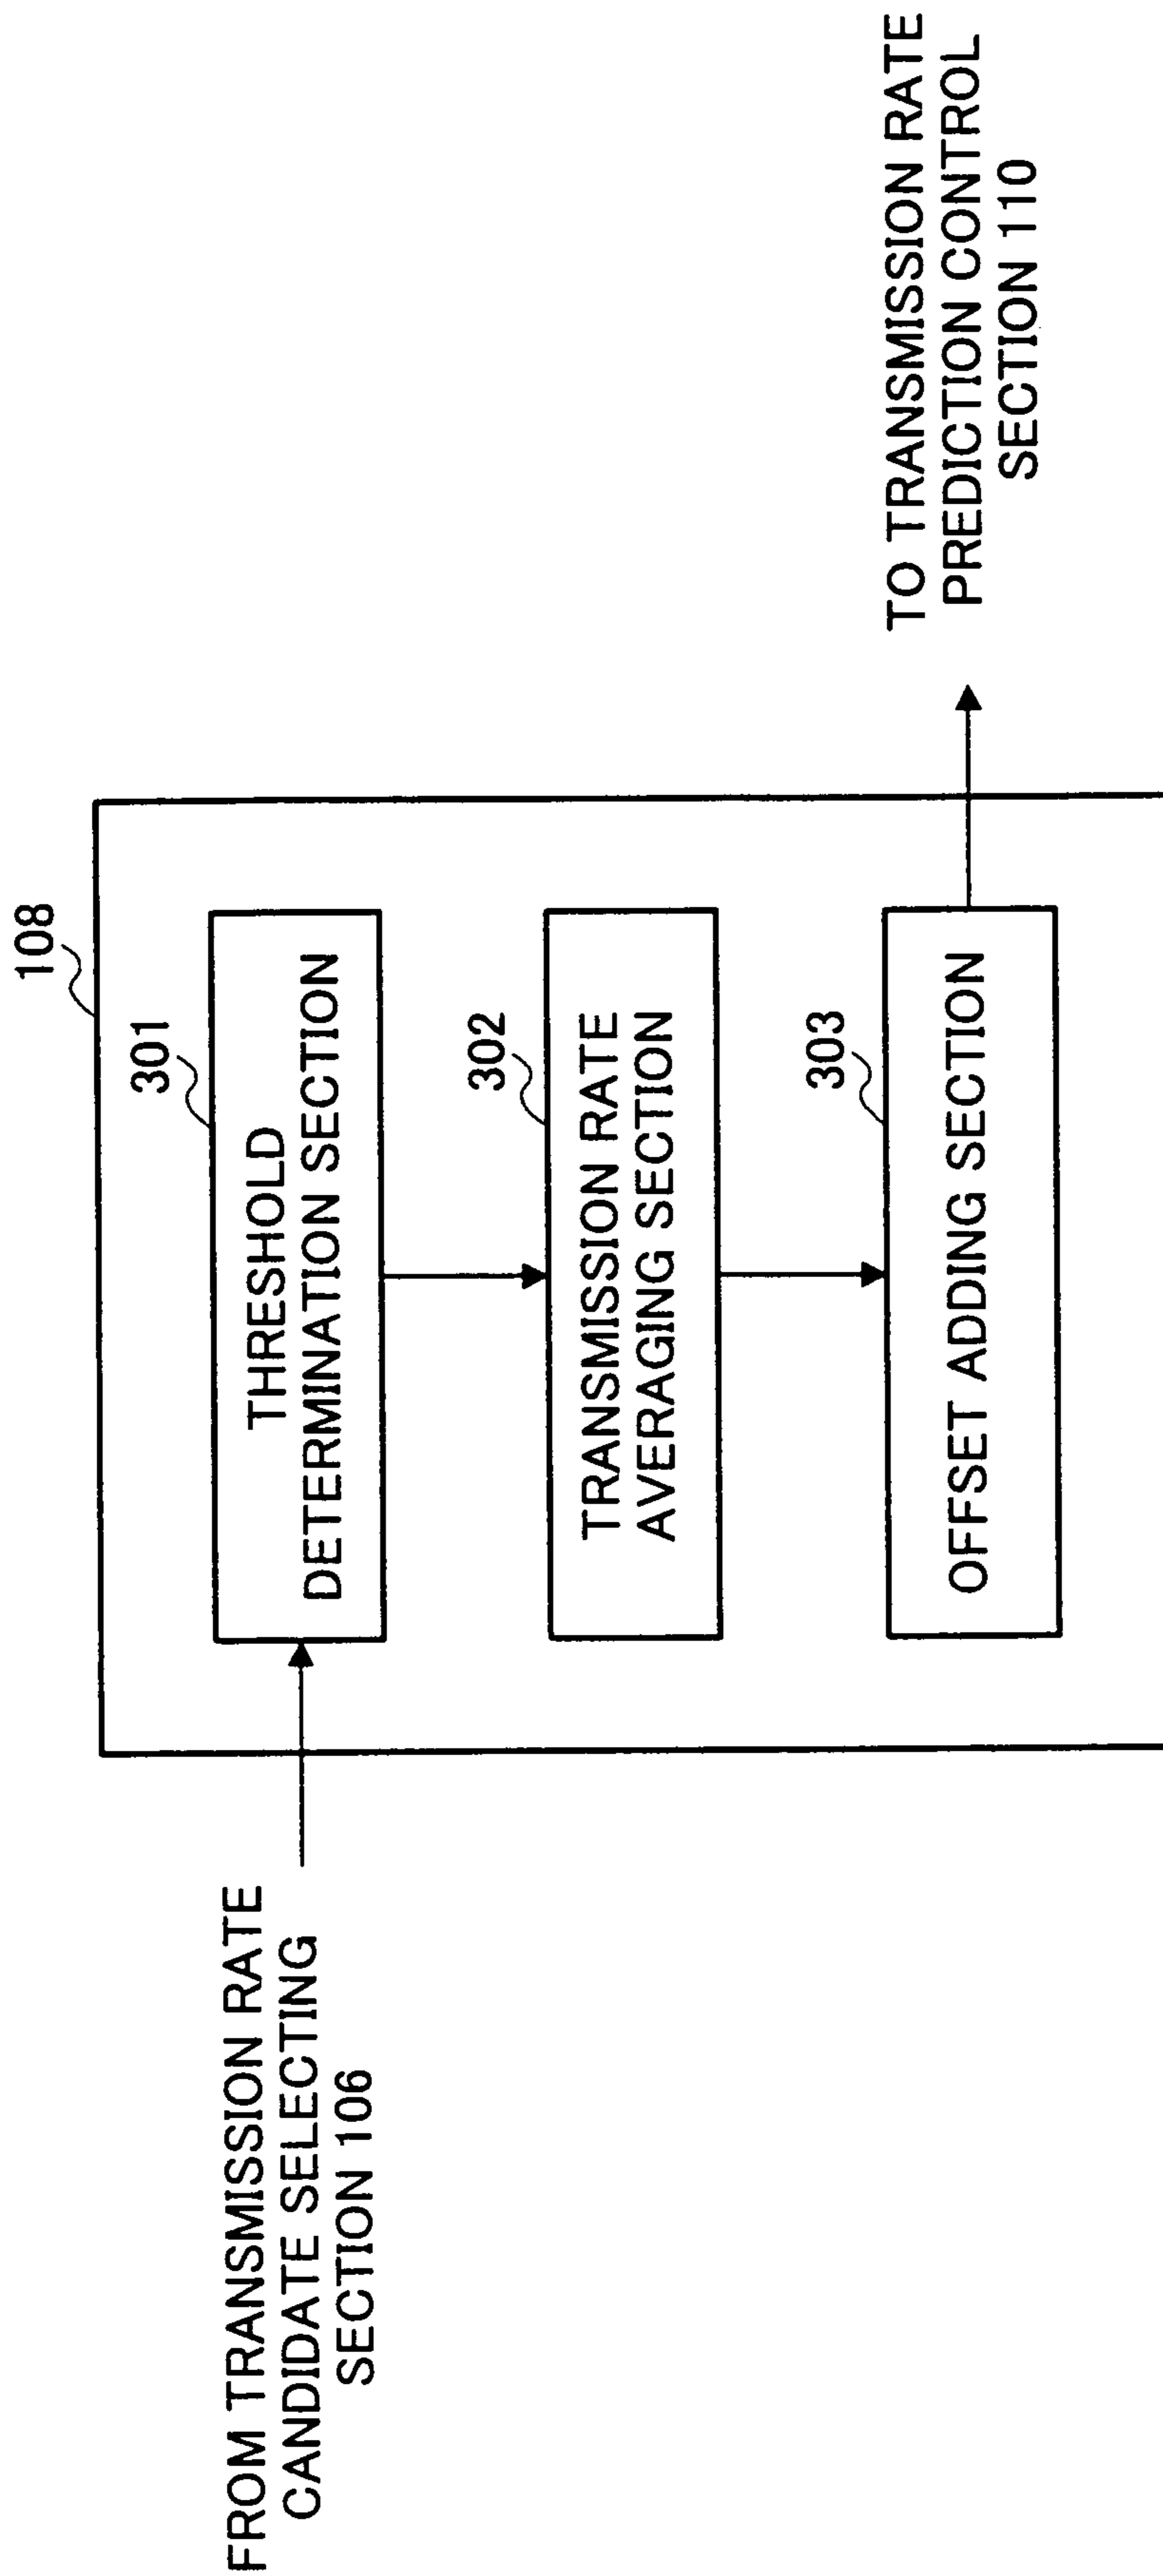 108
FROM TRANSMISSION RATE
CANDIDATE SELECTING
SECTION 106
301
THRESHOLD
DETERMINATION SECTION
302
TRANSMISSION RATE
AVERAGING SECTION
303
OFFSET ADDING SECTION
TO TRANSMISSION RATE
PREDICTION CONTROL
SECTION 110